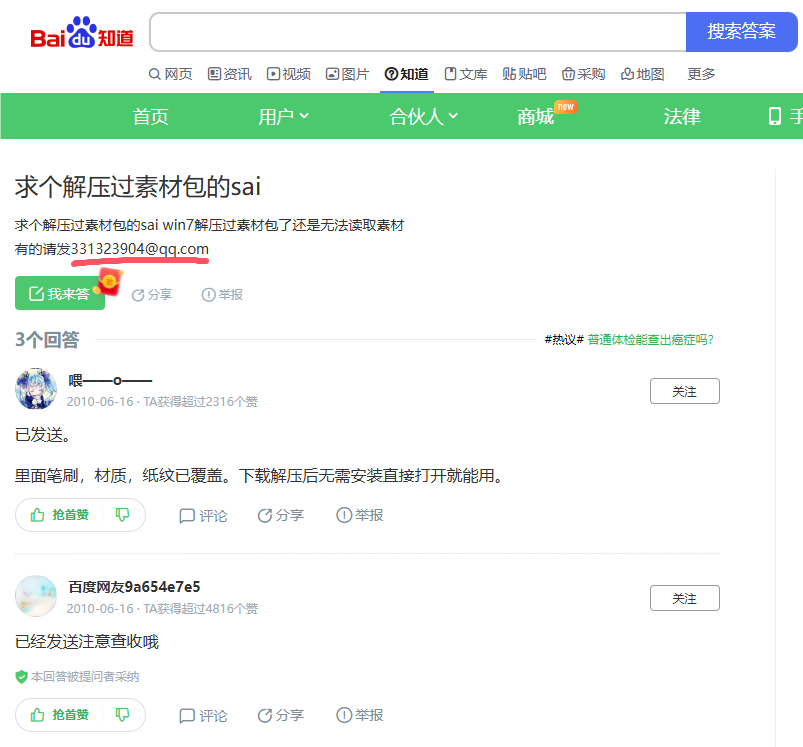 Bai du 知道
搜索答案
网页 资讯 视频 图片 知道 文库 贴吧 采购 地图 更多
首页 用户 合伙人 商城 new 法律 手
求个解压过素材包的sai
求个解压过素材包的sai win7解压过素材包了还是无法读取素材
有的请发331323904@qq.com
我来答 分享 举报
3个回答 #热议# 普通体检能查出癌症吗?
喂——o——
关注
2010-06-16 · TA获得超过2316个赞
已发送。
里面笔刷，材质，纸纹已覆盖。下载解压后无需安装直接打开就能用。
抢首赞 评论 分享 举报
百度网友9a654e7e5
关注
2010-06-16 · TA获得超过4816个赞
已经发送注意查收哦
本回答被提问者采纳
抢首赞 评论 分享 举报